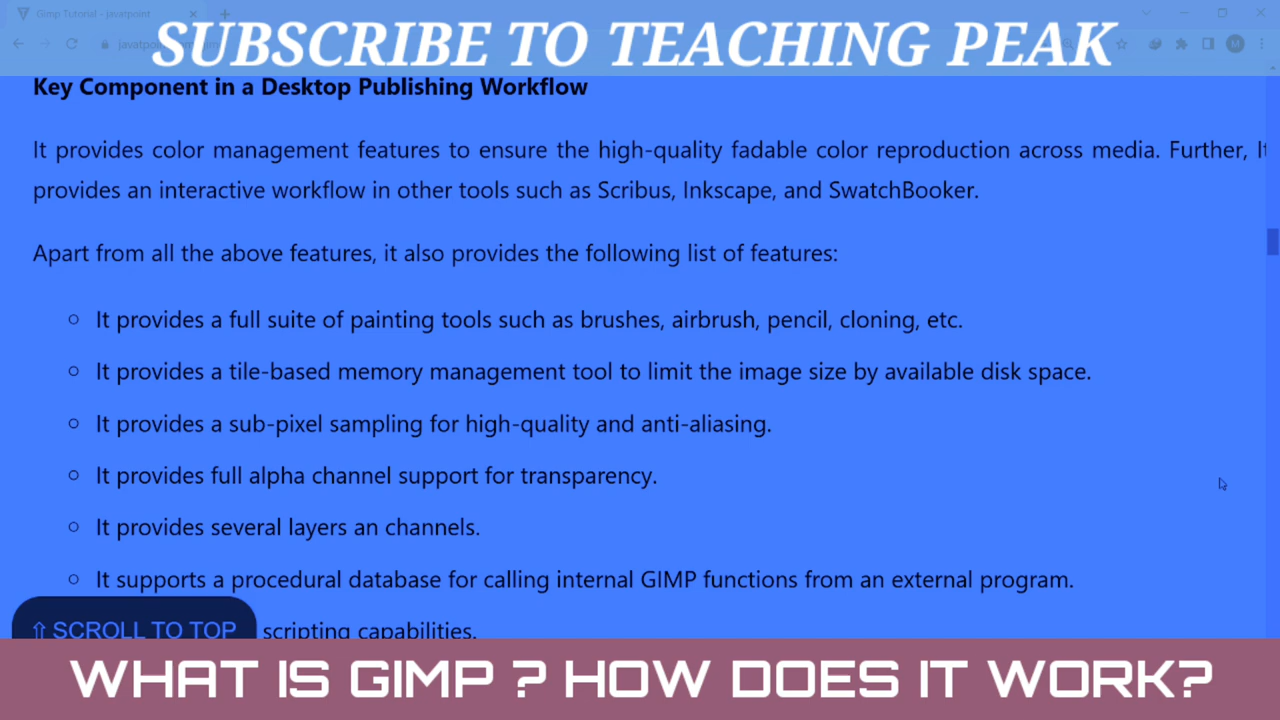 Gimp Tutorial - Javatpoint
SUBSCRIBE TO TEACHING PEAK
Key Component in a Desktop Publishing Workflow
It provides color management features to ensure the high-quality fadable color reproduction across media. Further, It
provides an interactive workflow in other tools such as Scribus, Inkscape, and SwatchBooker.
Apart from all the above features, it also provides the following list of features:
It provides a full suite of painting tools such as brushes, airbrush, pencil, cloning, etc.
It provides a tile-based memory management tool to limit the image size by available disk space.
It provides a sub-pixel sampling for high-quality and anti-aliasing.
It provides full alpha channel support for transparency.
It provides several layers an channels.
It supports a procedural database for calling internal GIMP functions from an external program.
⇧ SCROLL TO TOP scripting capabilities.
WHAT IS GIMP ? HOW DOES IT WORK?